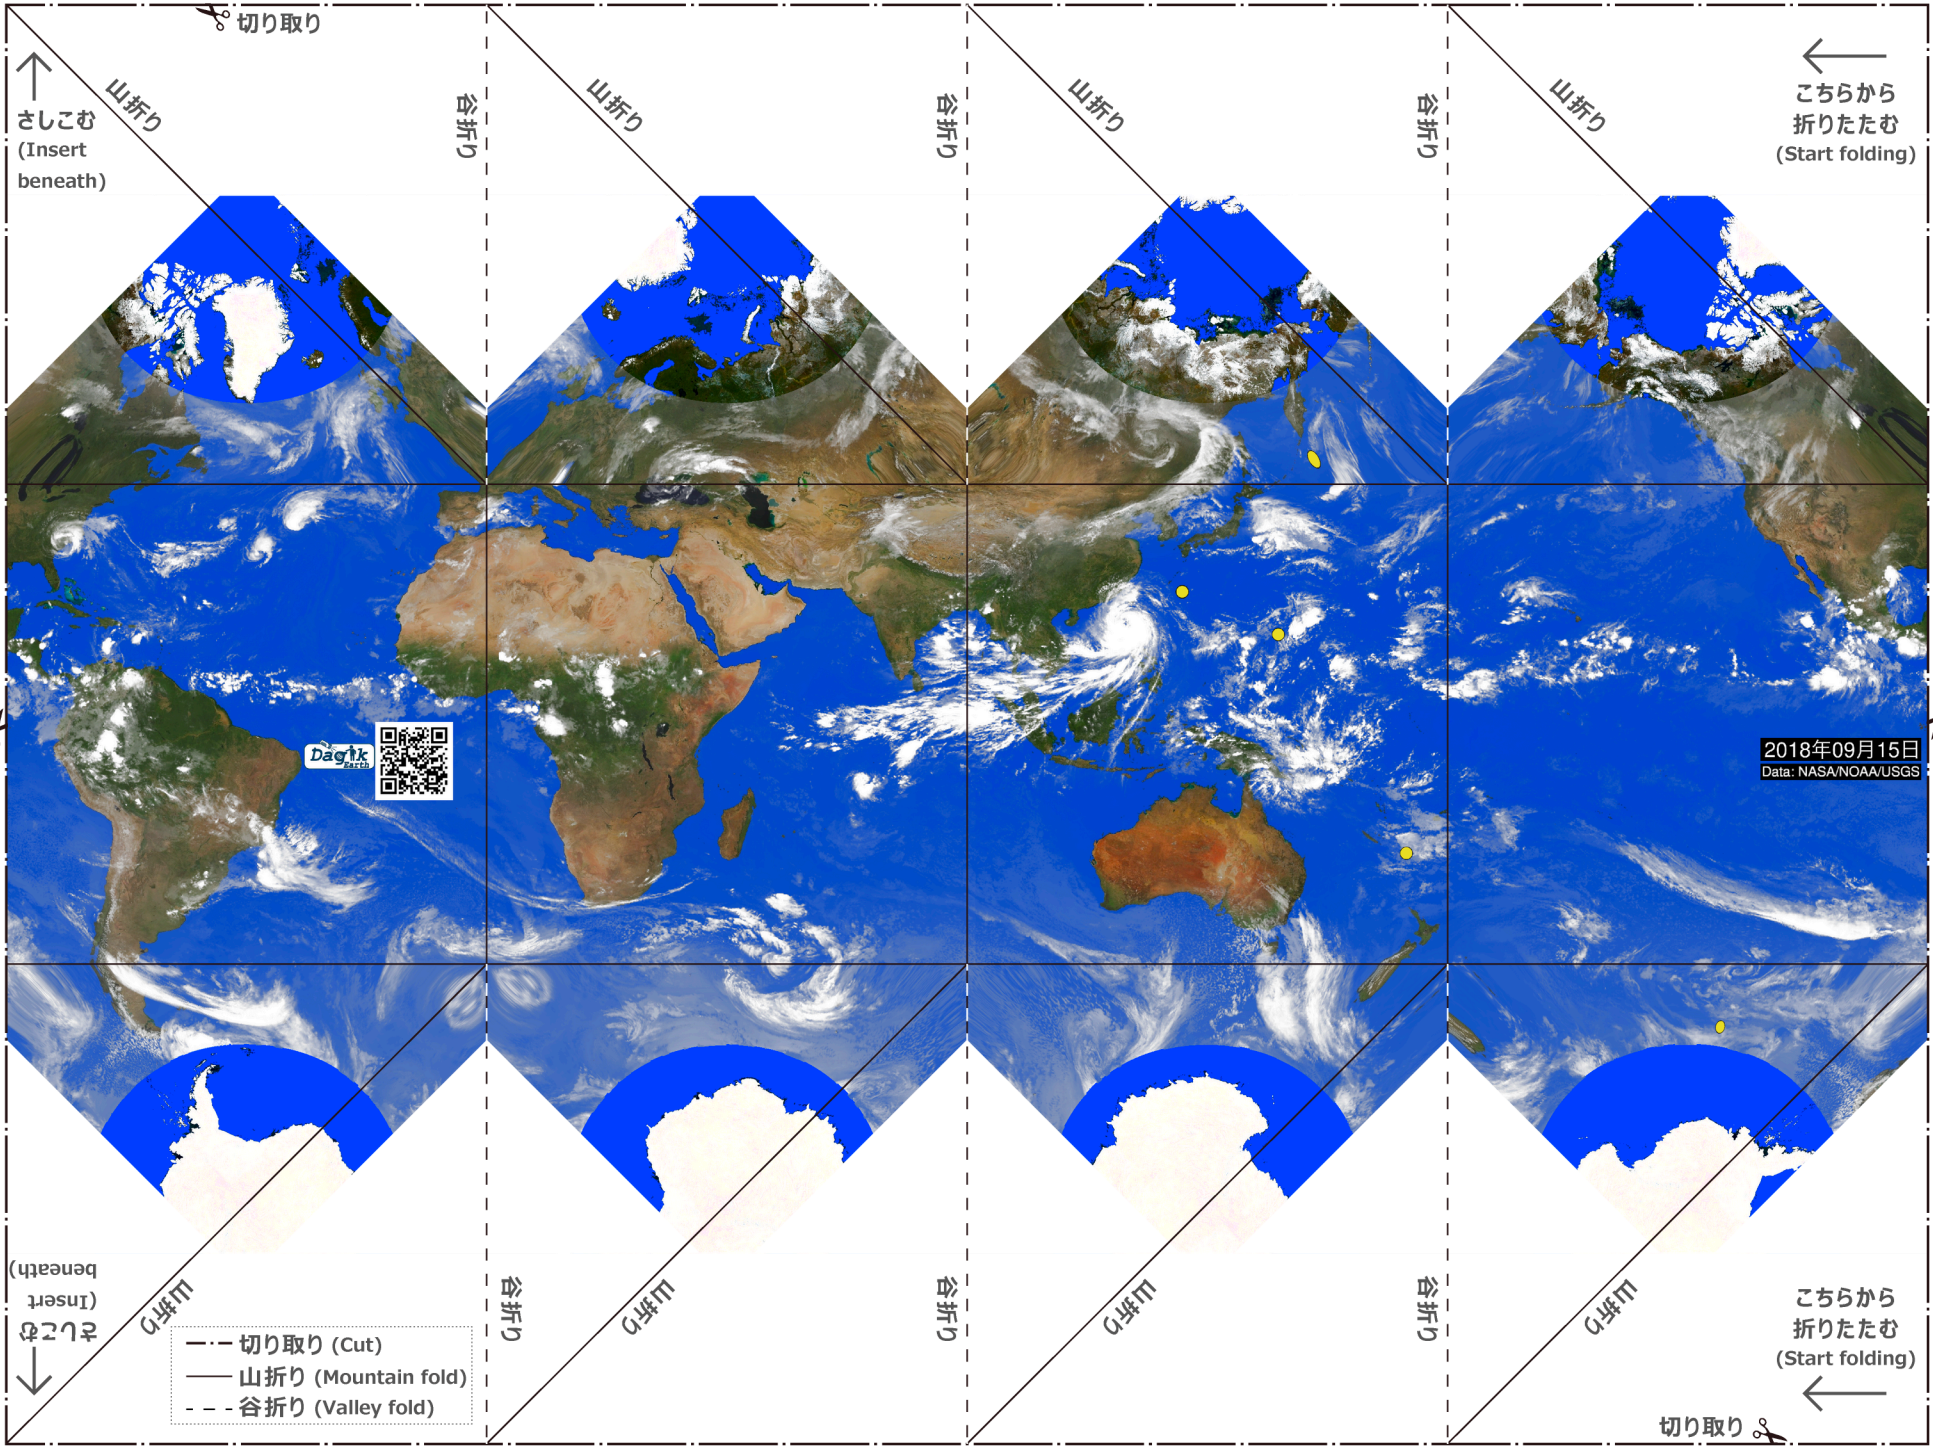 切り取り
こちらから
折りたたむ
(Start folding)
さしこむ
(Insert
beneath)
山折り
谷折り
山折り
谷折り
山折り
谷折り
山折り
Dagik
Earth
2018年09月15日
Data: NASA/NOAA/USGS
さしこむ
(Insert
beneath)
山折り
谷折り
山折り
谷折り
山折り
谷折り
山折り
こちらから
折りたたむ
(Start folding)
切り取り (Cut)
山折り (Mountain fold)
谷折り (Valley fold)
切り取り